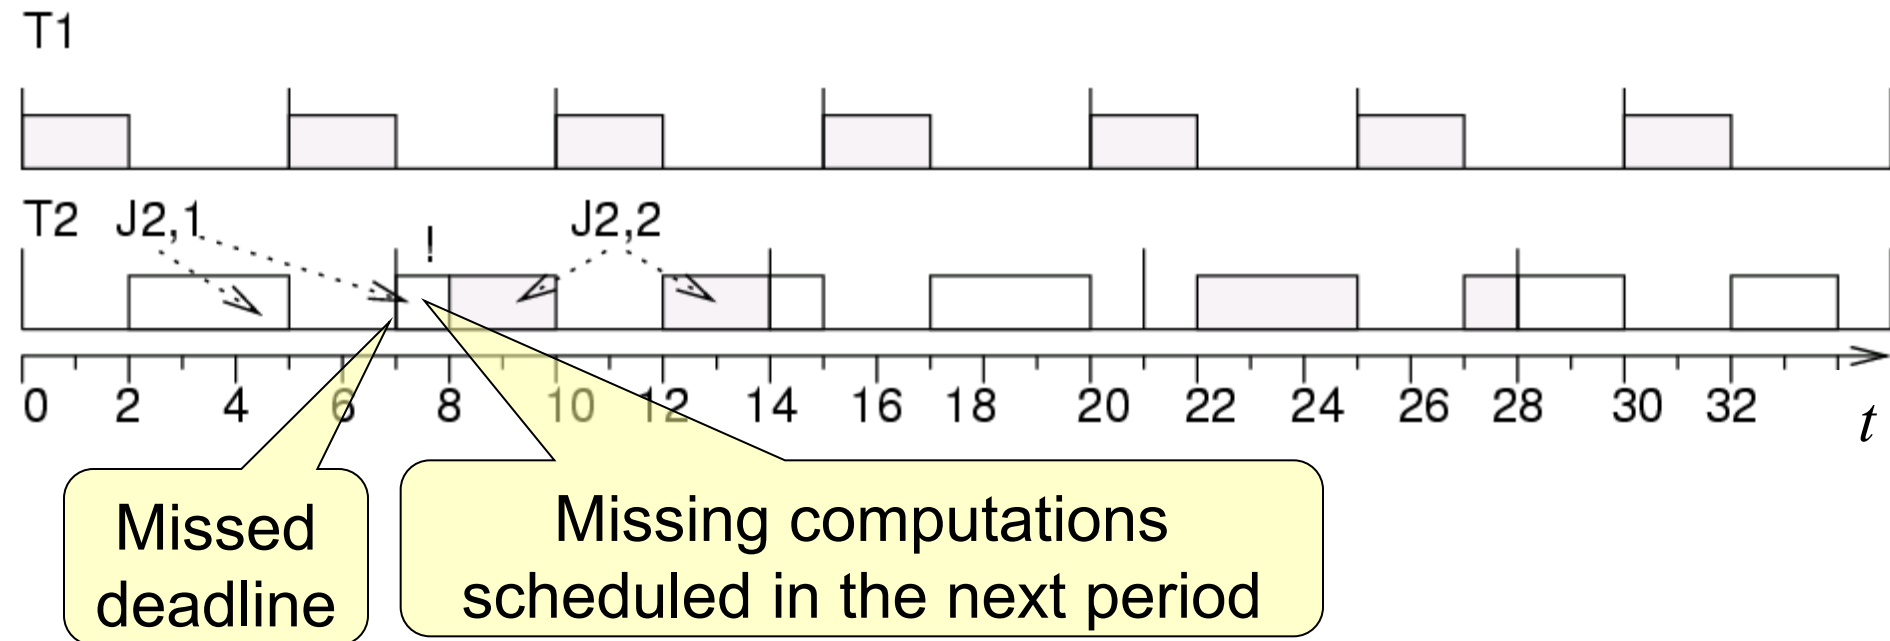 T1
T2 J2,1 ! J2,2
0 2 4 6 8 10 12 14 16 18 20 22 24 26 28 30 32
t
Missed
deadline
Missing computations
scheduled in the next period